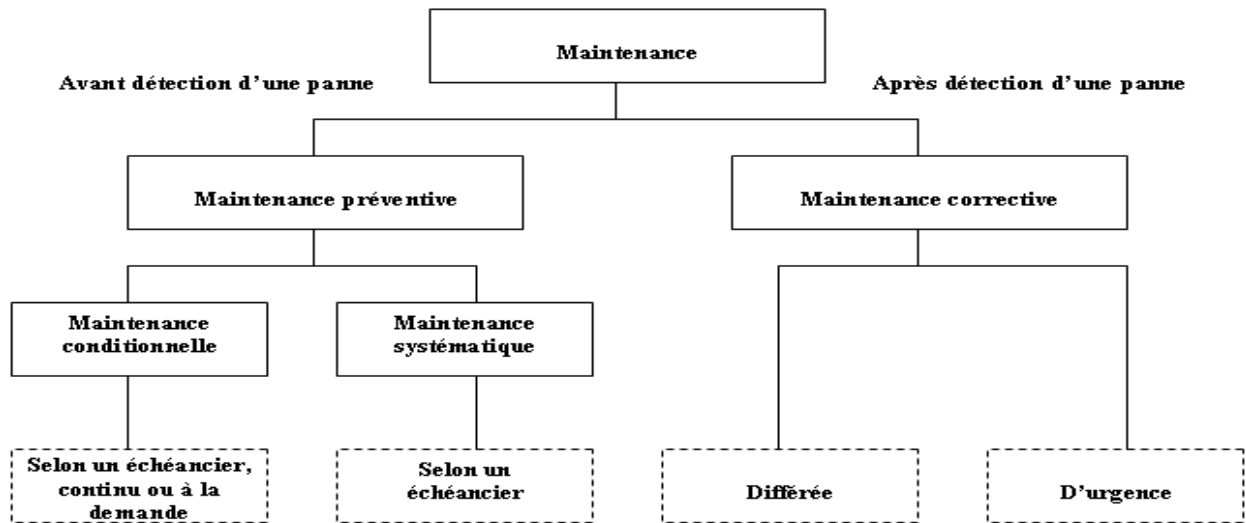 Maintenance
Avant détection d'une panne
Après détection d'une panne
Maintenance préventive
Maintenance corrective
Maintenance
conditionnelle
Maintenance
systématique
Selon un échéancier,
continu ou à la
demande
Selon un
échéancier
Différée
D'urgence